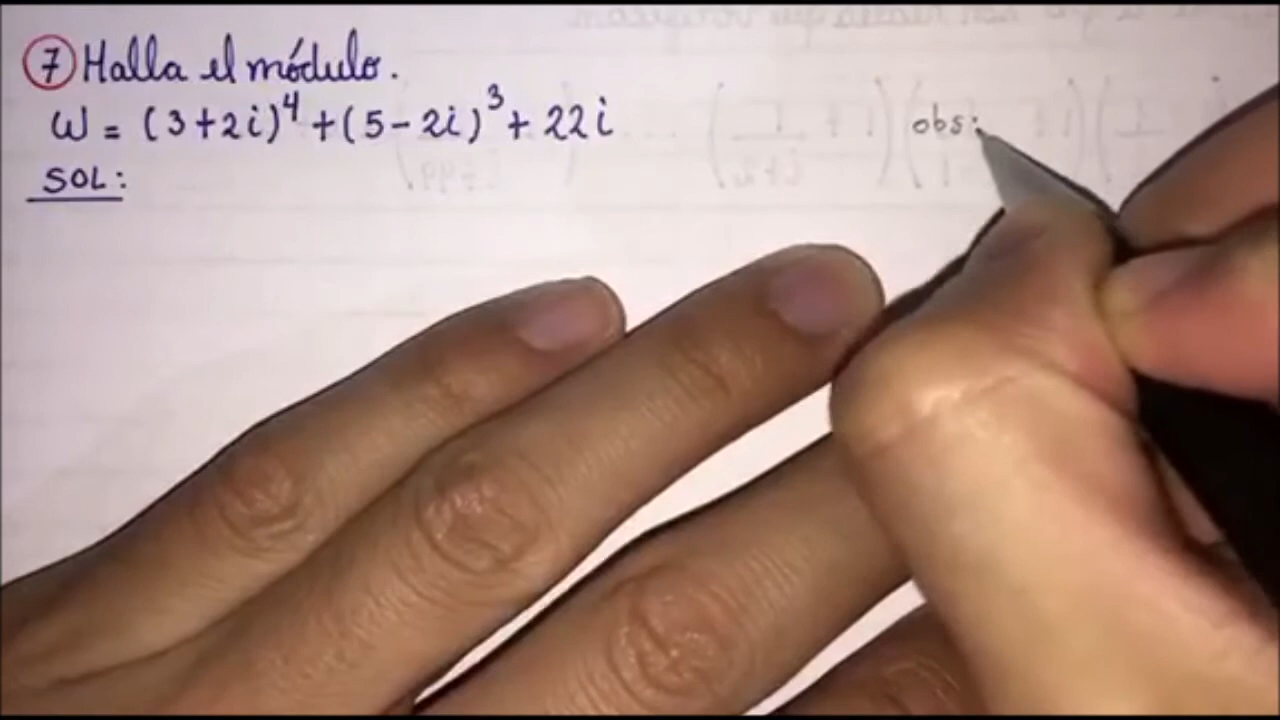 7 Halla el módulo.
W = (3+2i)⁴ + (5-2i)³ + 22i
obs:
SOL: